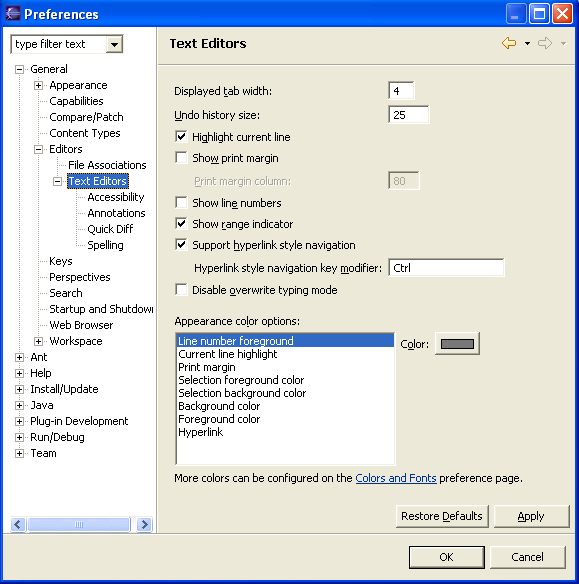 Preferences
type filter text
General
Appearance
Capabilities
Compare/Patch
Content Types
Editors
File Associations
Text Editors
Accessibility
Annotations
Quick Diff
Spelling
Keys
Perspectives
Search
Startup and Shutdown
Web Browser
Workspace
Ant
Help
Install/Update
Java
Plug-in Development
Run/Debug
Team
Text Editors
Displayed tab width: 4
Undo history size: 25
Highlight current line
Show print margin
Print margin column: 80
Show line numbers
Show range indicator
Support hyperlink style navigation
Hyperlink style navigation key modifier: Ctrl
Disable overwrite typing mode
Appearance color options:
Line number foreground
Current line highlight
Print margin
Selection foreground color
Selection background color
Background color
Foreground color
Hyperlink
Color:
More colors can be configured on the Colors and Fonts preference page.
Restore Defaults Apply
OK Cancel